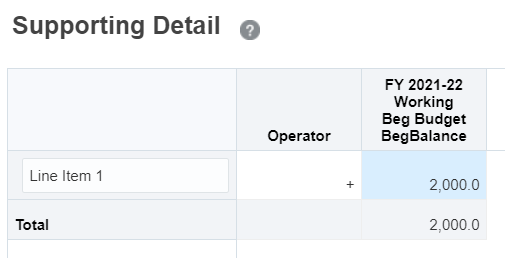 Supporting Detail ?
FY 2021-22
Working
Beg Budget
Operator BegBalance
Line Item 1 + 2,000.0
Total 2,000.0